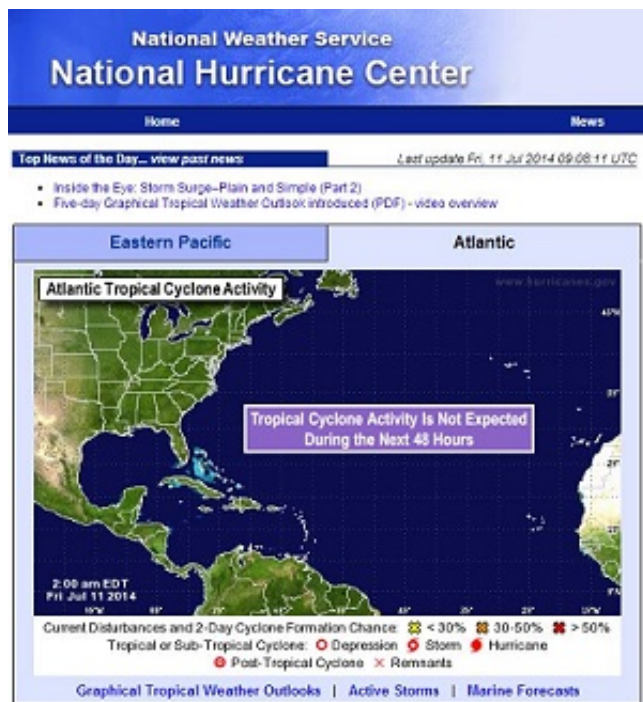 National Weather Service
National Hurricane Center
Home News
Top News of the Day... view past news Last update Fri, 11 Jul 2014 09:08:11 UTC
Inside the Eye: Storm Surge-Plain and Simple (Part 2)
Five-day Graphical Tropical Weather Outlook introduced (PDF) - video overview
Eastern Pacific Atlantic
Atlantic Tropical Cyclone Activity www.hurricanes.gov
Tropical Cyclone Activity Is Not Expected
During the Next 48 Hours
2:00 am EDT
Fri Jul 11 2014
Current Disturbances and 2-Day Cyclone Formation Chance: < 30% 30-50% > 50%
Tropical or Sub-Tropical Cyclone: Depression Storm Hurricane
Post-Tropical Cyclone Remnants
Graphical Tropical Weather Outlooks | Active Storms | Marine Forecasts